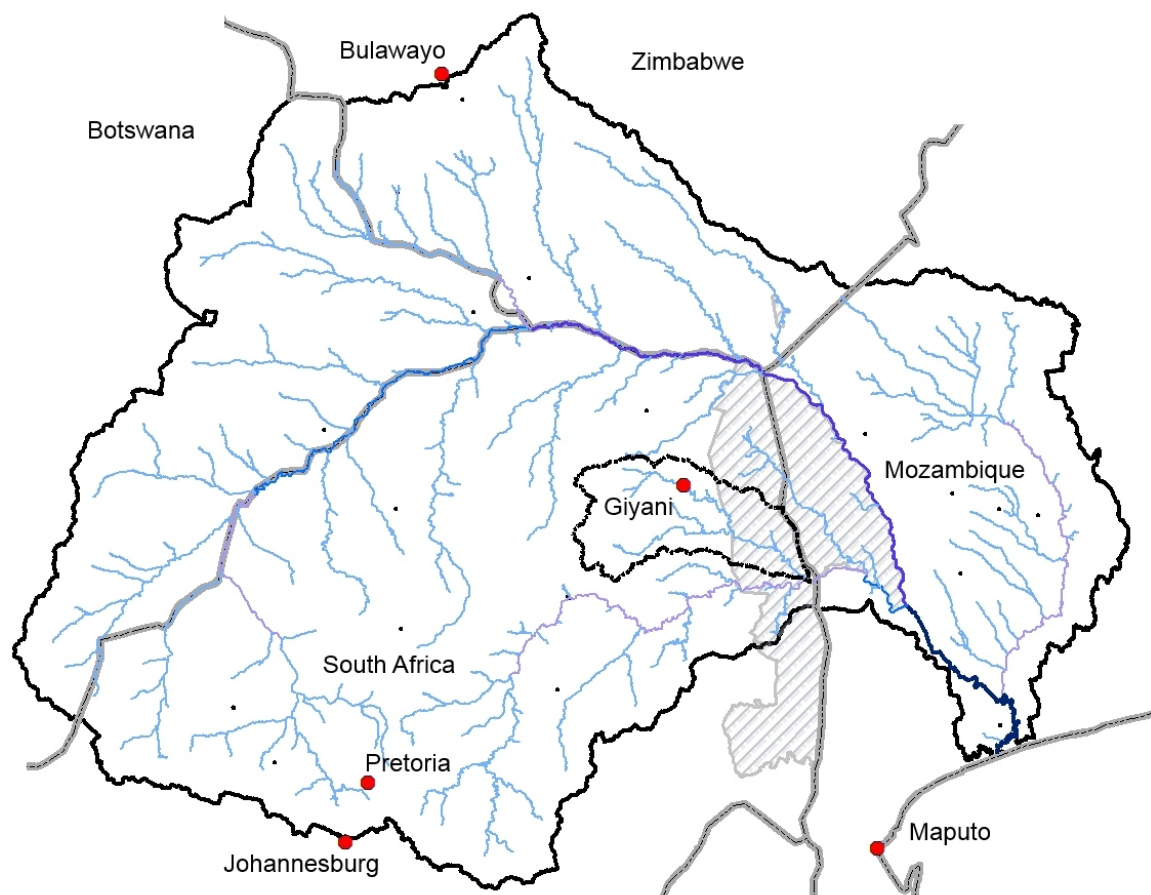 Bulawayo
Zimbabwe
Botswana
Mozambique
Giyani
South Africa
Pretoria
Maputo
Johannesburg